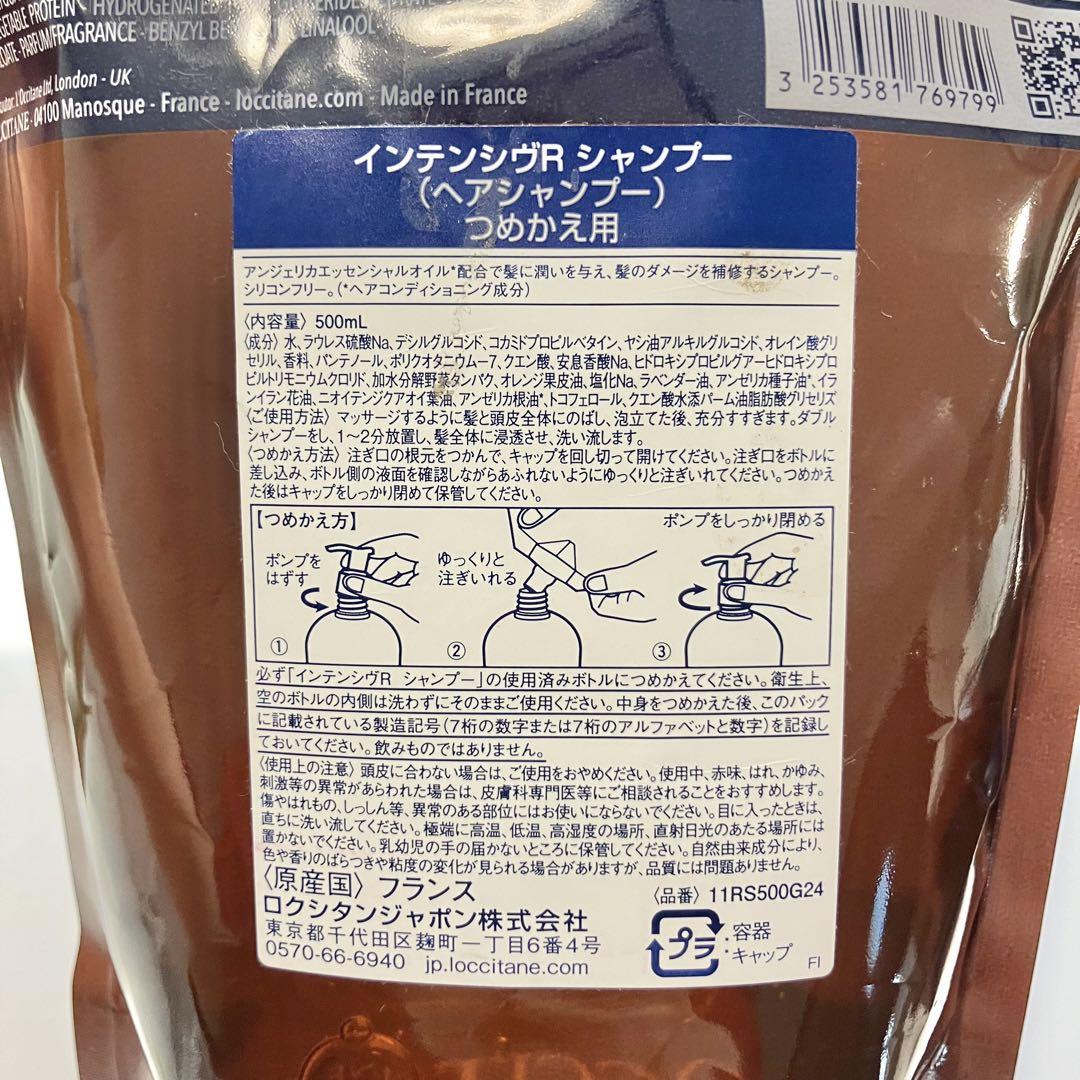 HYDROGENATED
VEGETABLE PROTEIN
PARFUM/FRAGRANCE - BENZYL LINALOOL
L'Occitane Ltd, London - UK
04100 Manosque - France - loccitane.com - Made in France
3 253581 769799
インテンシヴR シャンプー
(ヘアシャンプー)
つめかえ用
アンジェリカエッセンシャルオイル*配合で髪に潤いを与え、髪のダメージを補修するシャンプー。
シリコンフリー。(*ヘアコンディショニング成分)
〈内容量〉 500mL
〈成分〉 水、ラウレス硫酸Na、デシルグルコシド、コカミドプロピルベタイン、ヤシ油アルキルグルコシド、オレイン酸グリ
セリル、香料、パンテノール、ポリクオタニウム-7、クエン酸、安息香酸Na、ヒドロキシプロピルグアーヒドロキシプロ
ピルトリモニウムクロリド、加水分解野菜タンパク、オレンジ果皮油、塩化Na、ラベンダー油、アンゼリカ種子油*、イラ
ンイラン花油、ニオイテンジクアオイ葉油、アンゼリカ根油*、トコフェロール、クエン酸水添パーム油脂肪酸グリセリズ
〈ご使用方法〉 マッサージするように髪と頭皮全体にのばし、泡立てた後、充分すすぎます。ダブル
シャンプーをし、1〜2分放置し、髪全体に浸透させ、洗い流します。
〈つめかえ方法〉 注ぎ口の根元をつかんで、キャップを回し切って開けてください。注ぎ口をボトルに
差し込み、ボトル側の液面を確認しながらあふれないようにゆっくりと注ぎいれてください。つめかえ
た後はキャップをしっかり閉めて保管してください。
【つめかえ方】
ポンプを
はずす
①
ゆっくりと
注ぎいれる
②
ポンプをしっかり閉める
③
必ず「インテンシヴR シャンプー」の使用済みボトルにつめかえてください。衛生上、
空のボトルの内側は洗わずにそのままご使用ください。中身をつめかえた後、このパック
に記載されている製造記号(7桁の数字または7桁のアルファベットと数字)を記録し
ておいてください。飲みものではありません。
〈使用上の注意〉 頭皮に合わない場合は、ご使用をおやめください。使用中、赤味、はれ、かゆみ、
刺激等の異常があらわれた場合は、皮膚科専門医等にご相談されることをおすすめします。
傷やはれもの、しっしん等、異常のある部位にはお使いにならないでください。目に入ったときは、
直ちに洗い流してください。極端に高温、低温、高湿度の場所、直射日光のあたる場所には
置かないでください。乳幼児の手の届かないところに保管してください。自然由来成分により、
色や香りのばらつきや粘度の変化が見られる場合がありますが、品質には問題ありません。
〈原産国〉 フランス
〈品番〉 11RS500G24
ロクシタンジャポン株式会社
東京都千代田区麹町一丁目6番4号
0570-66-6940 jp.loccitane.com
プラ
:容器
:キャップ
FI